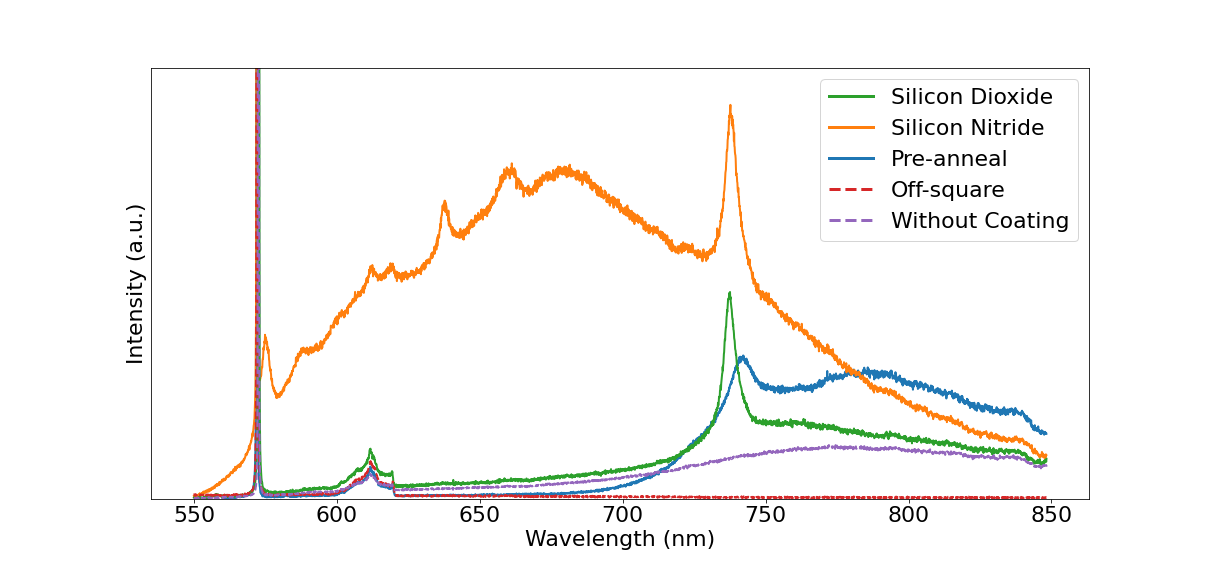 Silicon Dioxide
Silicon Nitride
Pre-anneal
Off-square
Without Coating
Intensity (a.u.)
550 600 650 700 750 800 850
Wavelength (nm)